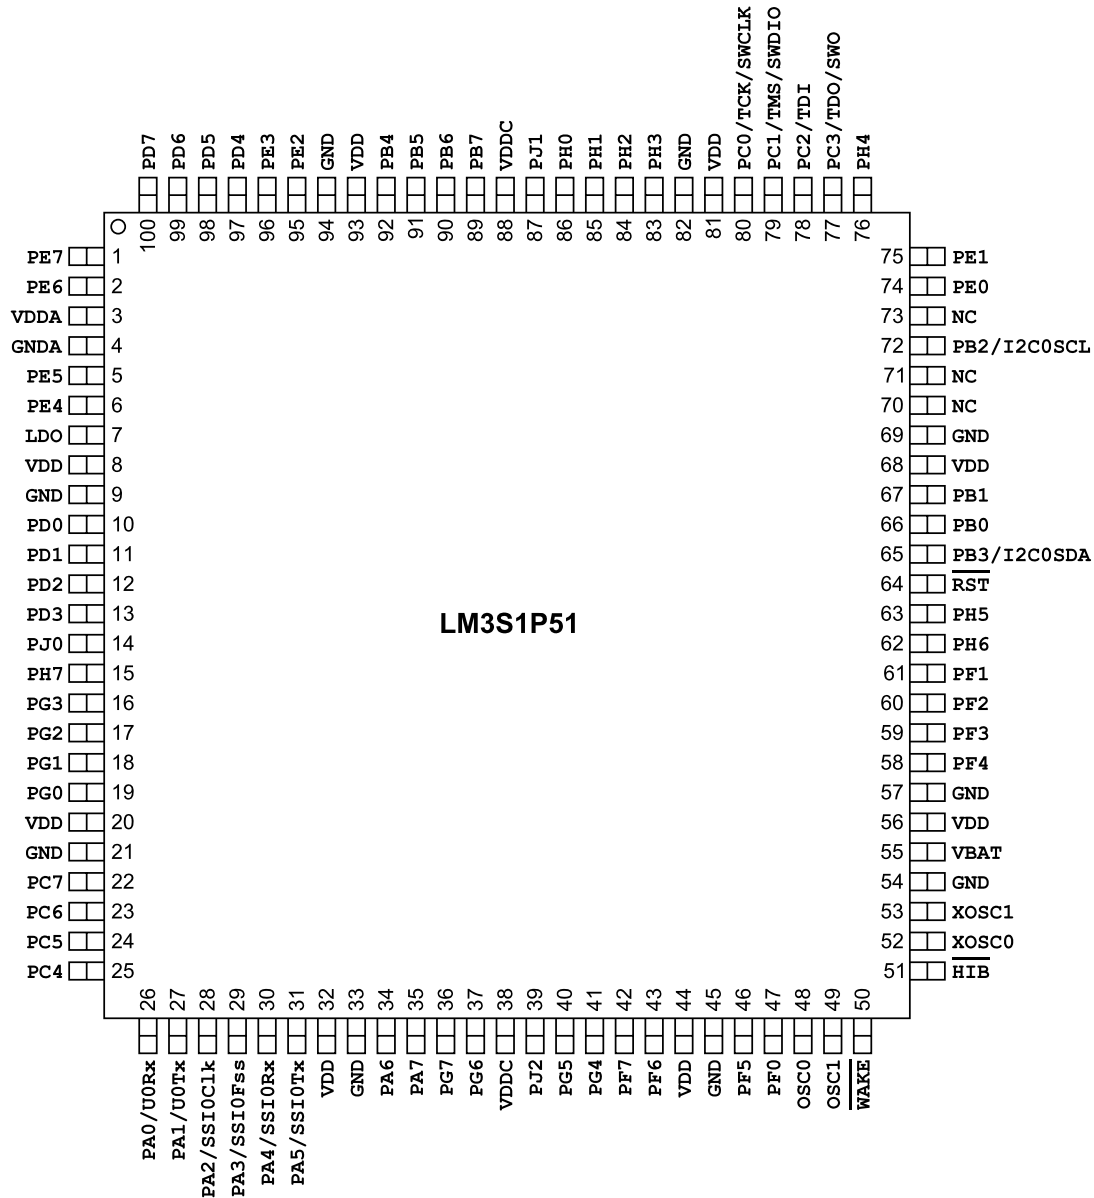 PC0/TCK/SWCLK
PC1/TMS/SWDIO
PC2/TDI
PC3/TDO/SWO
PD7 PD6 PD5 PD4 PE3 PE2 GND VDD PB4 PB5 PB6 PB7 VDDC PJ1 PH0 PH1 PH2 PH3 GND VDD PH4
100 99 98 97 96 95 94 93 92 91 90 89 88 87 86 85 84 83 82 81 80 79 78 77 76
PE7 1 75 PE1
PE6 2 74 PE0
VDDA 3 73 NC
GNDA 4 72 PB2/I2C0SCL
PE5 5 71 NC
PE4 6 70 NC
LDO 7 69 GND
VDD 8 68 VDD
GND 9 67 PB1
PD0 10 66 PB0
PD1 11 65 PB3/I2C0SDA
PD2 12 64 RST
PD3 13 63 PH5
LM3S1P51
PJ0 14 62 PH6
PH7 15 61 PF1
PG3 16 60 PF2
PG2 17 59 PF3
PG1 18 58 PF4
PG0 19 57 GND
VDD 20 56 VDD
GND 21 55 VBAT
PC7 22 54 GND
PC6 23 53 XOSC1
PC5 24 52 XOSC0
PC4 25 51 HIB
26 27 28 29 30 31 32 33 34 35 36 37 38 39 40 41 42 43 44 45 46 47 48 49 50
PA0/U0Rx PA1/U0Tx PA2/SSI0Clk PA3/SSI0Fss PA4/SSI0Rx PA5/SSI0Tx VDD GND PA6 PA7 PG7 PG6 VDDC PJ2 PG5 PG4 PF7 PF6 VDD GND PF5 PF0 OSC0 OSC1 WAKE